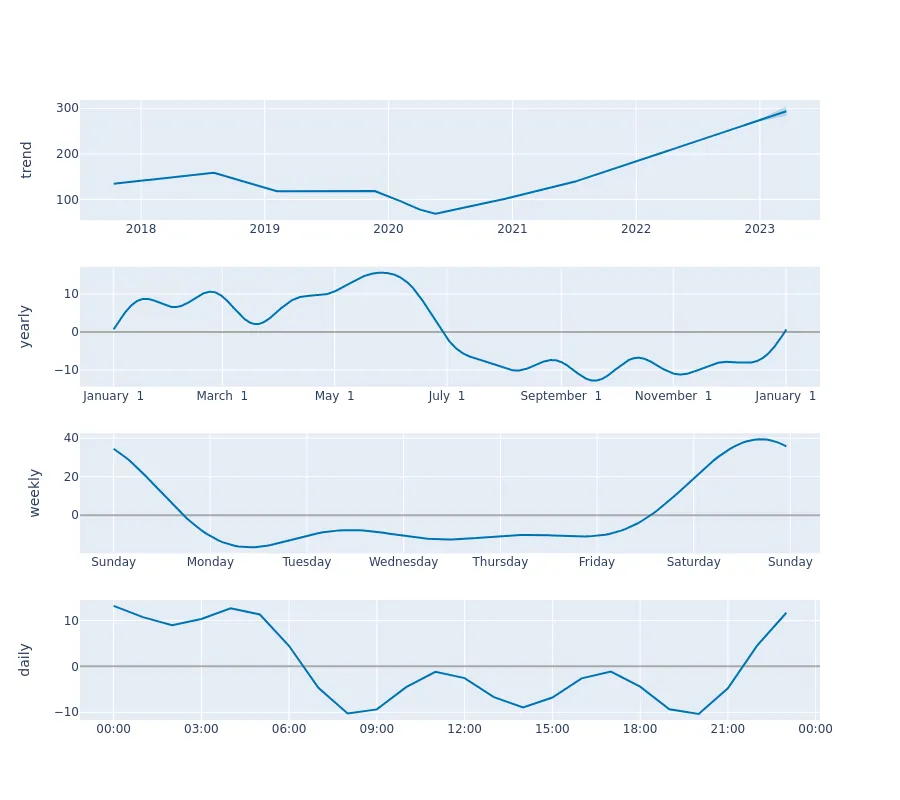 trend
300
200
100
2018 2019 2020 2021 2022 2023
yearly
10
0
−10
January 1 March 1 May 1 July 1 September 1 November 1 January 1
weekly
40
20
0
Sunday Monday Tuesday Wednesday Thursday Friday Saturday Sunday
daily
10
0
−10
00:00 03:00 06:00 09:00 12:00 15:00 18:00 21:00 00:00